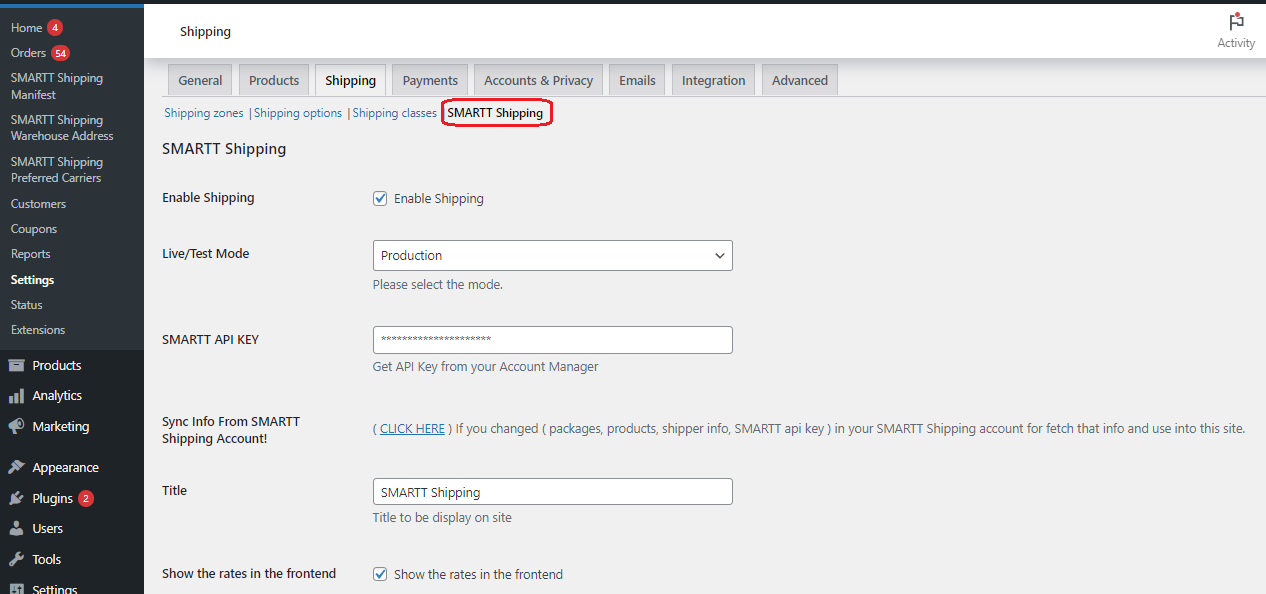 Home 4
Orders 54
SMARTT Shipping
Manifest
SMARTT Shipping
Warehouse Address
SMARTT Shipping
Preferred Carriers
Customers
Coupons
Reports
Settings
Status
Extensions
Products
Analytics
Marketing
Appearance
Plugins 2
Users
Tools
Settings
Shipping
Activity
General Products Shipping Payments Accounts & Privacy Emails Integration Advanced
Shipping zones | Shipping options | Shipping classes | SMARTT Shipping
SMARTT Shipping
Enable Shipping Enable Shipping
Live/Test Mode Production
Please select the mode.
SMARTT API KEY *********************
Get API Key from your Account Manager
Sync Info From SMARTT
Shipping Account!
( CLICK HERE ) If you changed ( packages, products, shipper info, SMARTT api key ) in your SMARTT Shipping account for fetch that info and use into this site.
Title SMARTT Shipping
Title to be display on site
Show the rates in the frontend Show the rates in the frontend